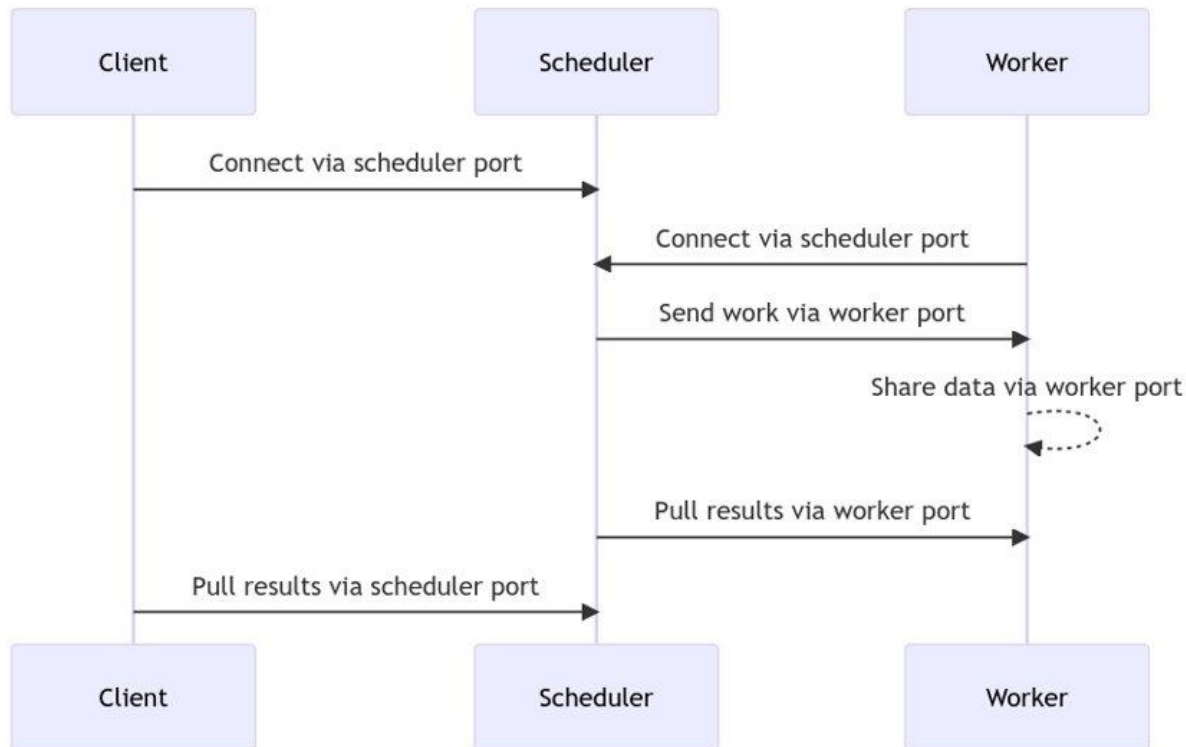 Client
Scheduler
Worker
Connect via scheduler port
Connect via scheduler port
Send work via worker port
Share data via worker port
Pull results via worker port
Pull results via scheduler port
Client
Scheduler
Worker